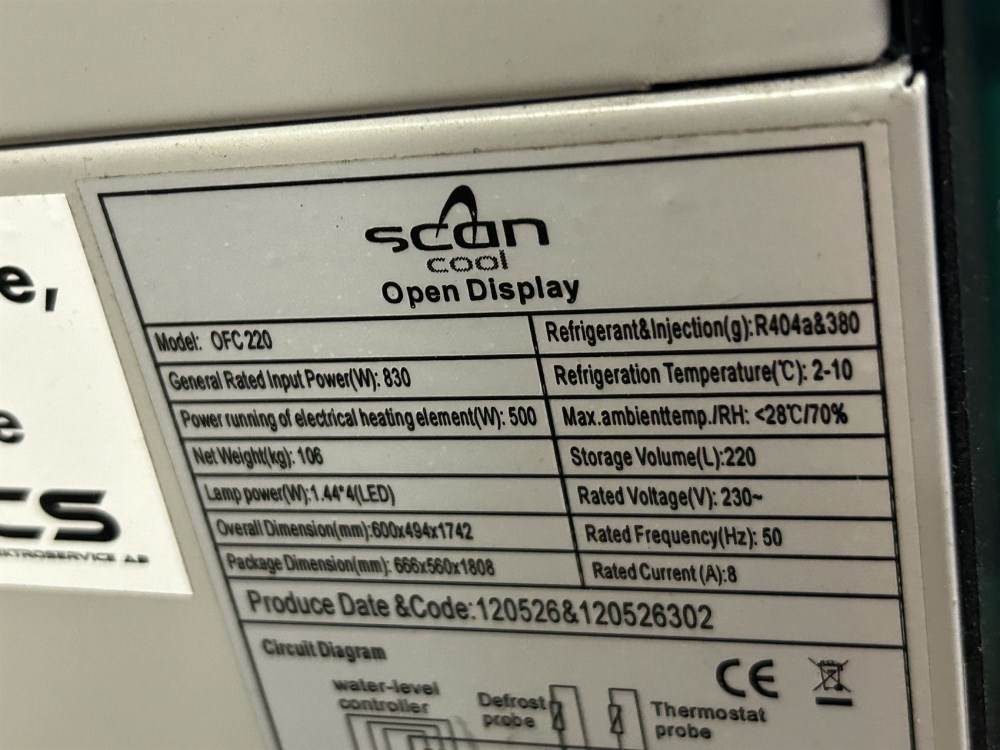 scan
cool
Open Display
Model: OFC 220
Refrigerant&Injection(g):R404a&380
General Rated Input Power(W): 830
Refrigeration Temperature(℃): 2-10
Power running of electrical heating element(W): 500
Max.ambienttemp./RH: <28℃/70%
Net Weight(kg): 106
Storage Volume(L):220
Lamp power(W):1.44*4(LED)
Rated Voltage(V): 230~
Overall Dimension(mm):600x494x1742
Rated Frequency(Hz): 50
Package Dimension(mm): 666x560x1808
Rated Current (A):8
Produce Date &Code:120526&120526302
Circuit Diagram
CE
water-level
controller
Defrost
probe
Thermostat
probe
e,
e
CS
KTROSERVICE AB